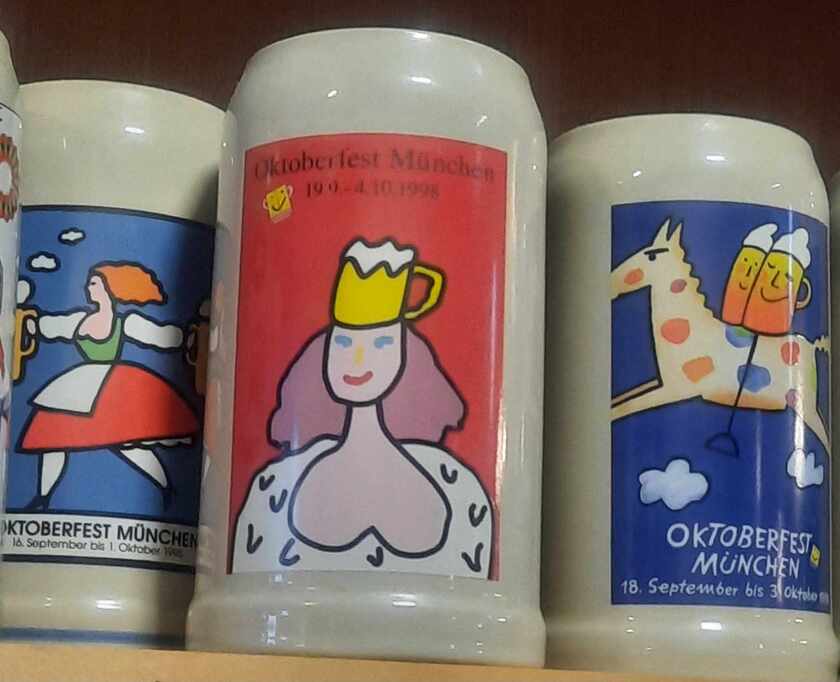 OKTOBERFEST MÜNCHEN
16. September bis 1. Oktober 1995
Oktoberfest München
19.9.-4.10.1998
OKTOBERFEST
MÜNCHEN
18. September bis 3. Oktober